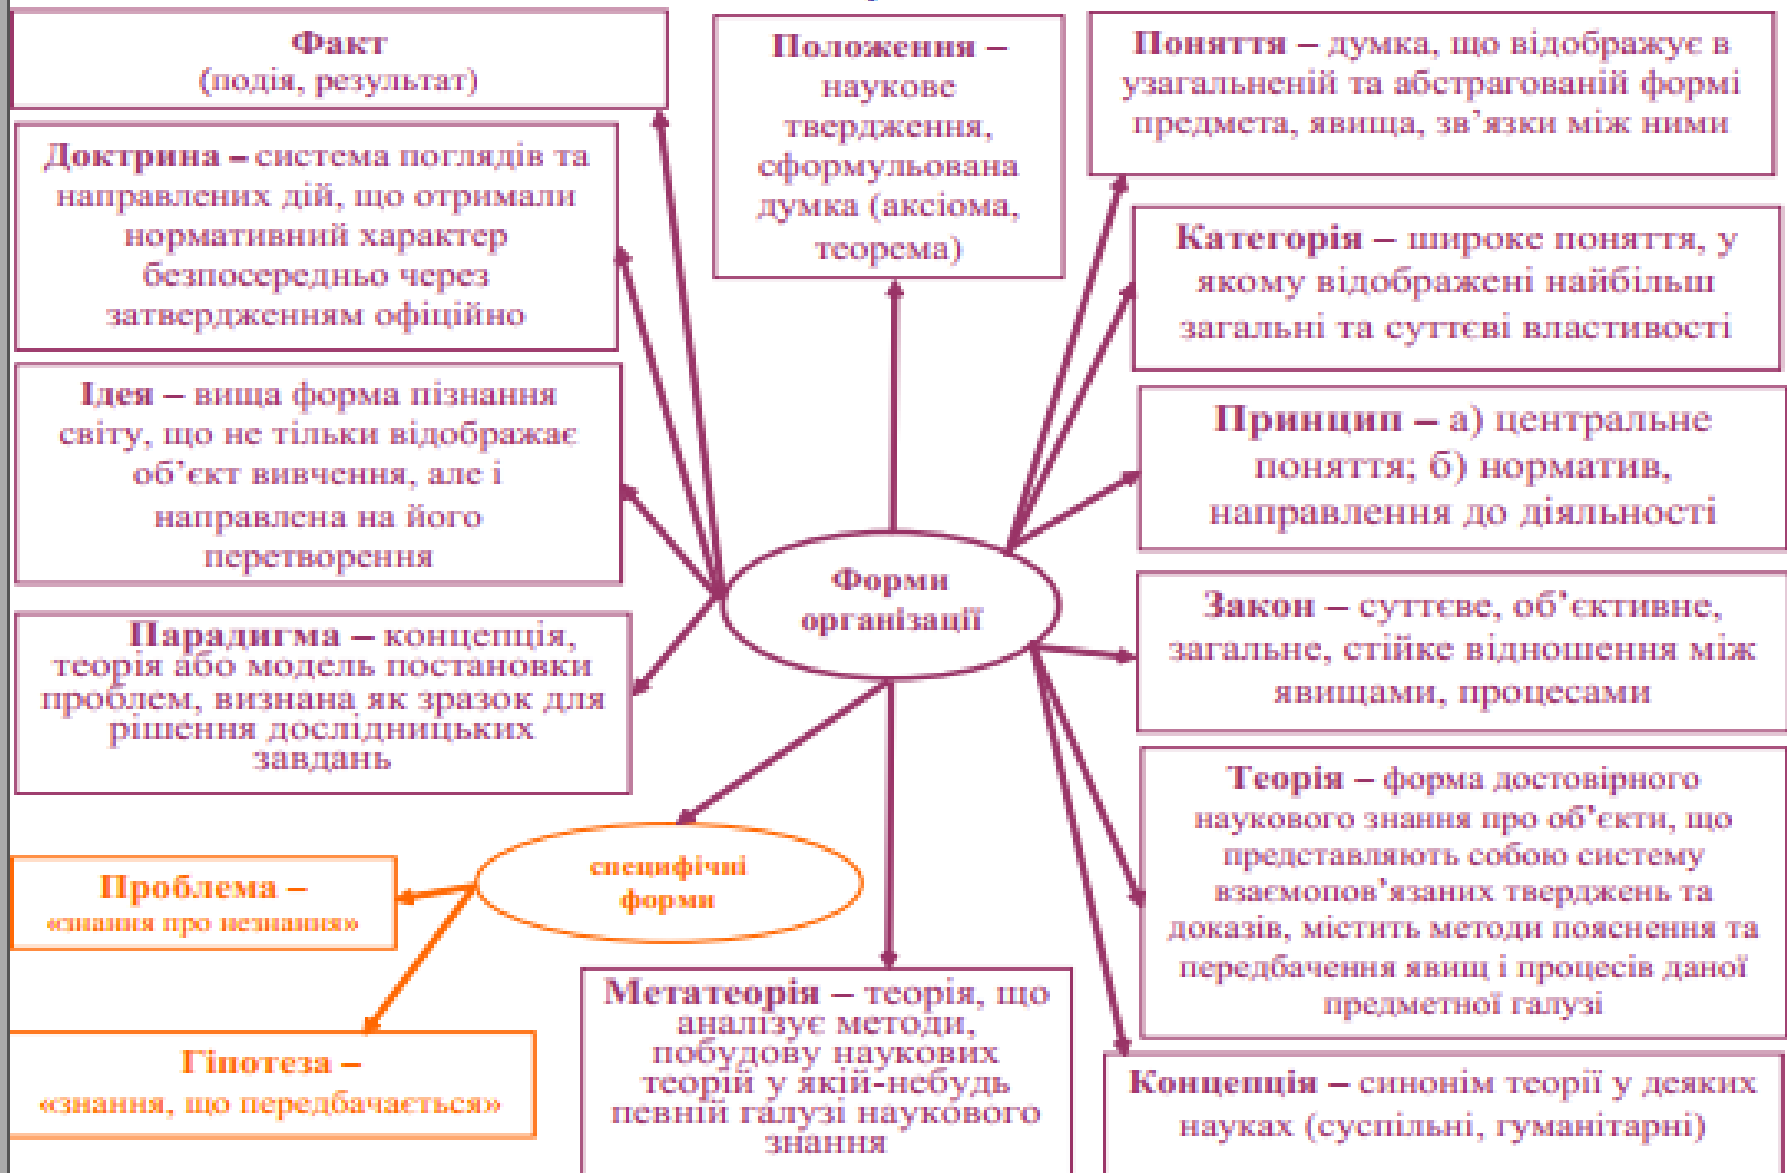 Факт
(подія, результат)
Доктрина – система поглядів та
направлених дій, що отримали
нормативний характер
безпосередньо через
затвердженням офіційно
Ідея – вища форма пізнання
світу, що не тільки відображає
об’єкт вивчення, але і
направлена на його
перетворення
Парадигма – концепція,
теорія або модель постановки
проблем, визнана як зразок для
рішення дослідницьких
завдань
Положення –
наукове
твердження,
сформульована
думка (аксіома,
теорема)
Поняття – думка, що відображує в
узагальненій та абстрагованій формі
предмета, явища, зв’язки між ними
Категорія – широке поняття, у
якому відображені найбільш
загальні та суттєві властивості
Принцип – а) центральне
поняття; б) норматив,
направлення до діяльності
Форми
організації
Закон – суттєве, об’єктивне,
загальне, стійке відношення між
явищами, процесами
Теорія – форма достовірного
наукового знання про об’єкти, що
представляють собою систему
взаємопов’язаних тверджень та
доказів, містить методи пояснення та
передбачення явищ і процесів даної
предметної галузі
Концепція – синонім теорії у деяких
науках (суспільні, гуманітарні)
специфічні
форми
Проблема –
«знання про незнання»
Гіпотеза –
«знання, що передбачається»
Метатеорія – теорія, що
аналізує методи,
побудову наукових
теорій у якій-небудь
певній галузі наукового
знання